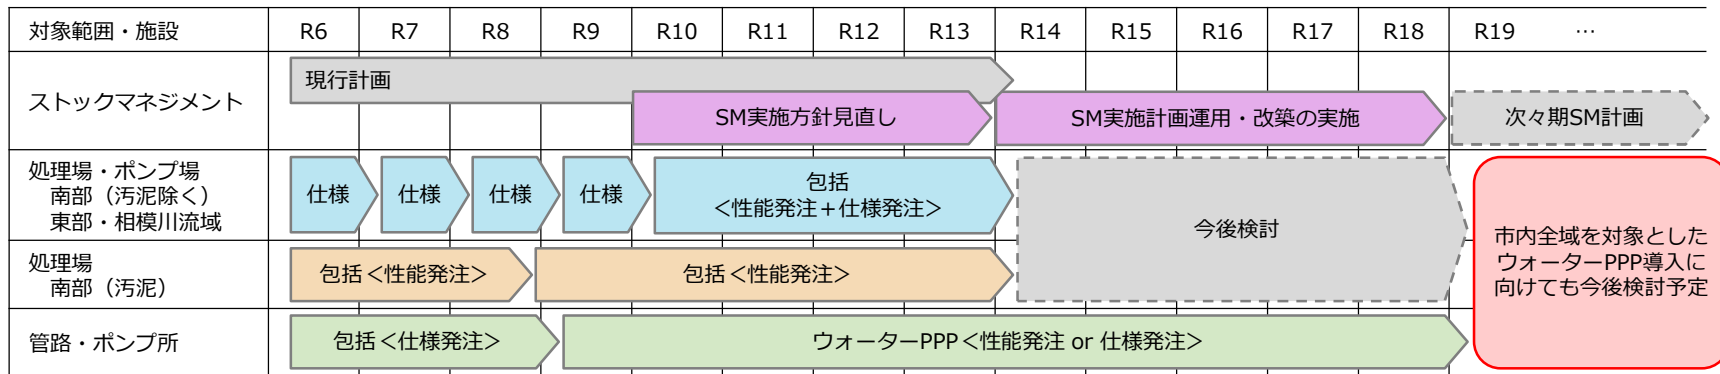 対象範囲・施設 R6 R7 R8 R9 R10 R11 R12 R13 R14 R15 R16 R17 R18 R19 …
ストックマネジメント
現行計画
SM実施方針見直し
SM実施計画運用・改築の実施
次々期SM計画
処理場・ポンプ場
南部（汚泥除く）
東部・相模川流域
仕様
仕様
仕様
仕様
包括
＜性能発注＋仕様発注＞
今後検討
処理場
南部（汚泥）
包括＜性能発注＞
包括＜性能発注＞
管路・ポンプ所
包括＜仕様発注＞
ウォーターPPP＜性能発注 or 仕様発注＞
市内全域を対象とした
ウォーターPPP導入に
向けても今後検討予定